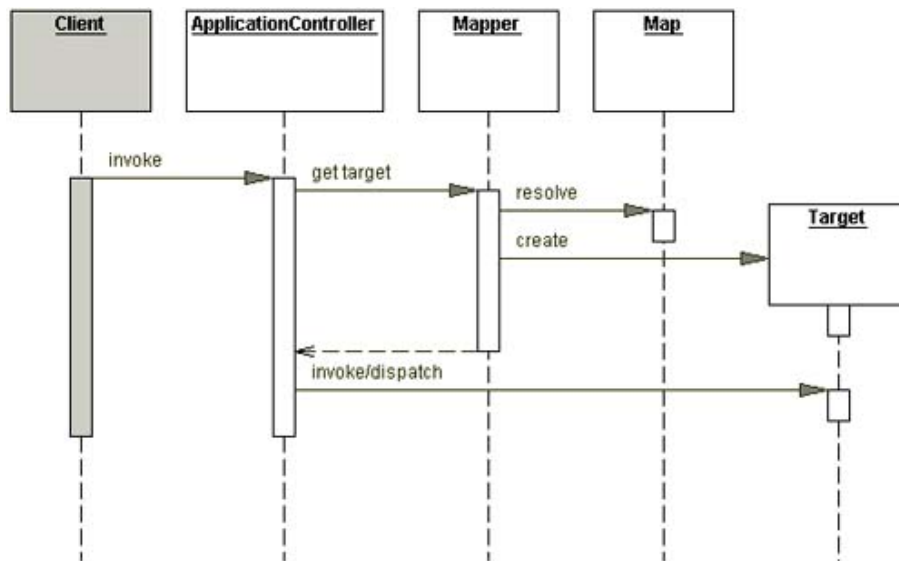 Client
ApplicationController
Mapper
Map
invoke
get target
resolve
Target
create
invoke/dispatch